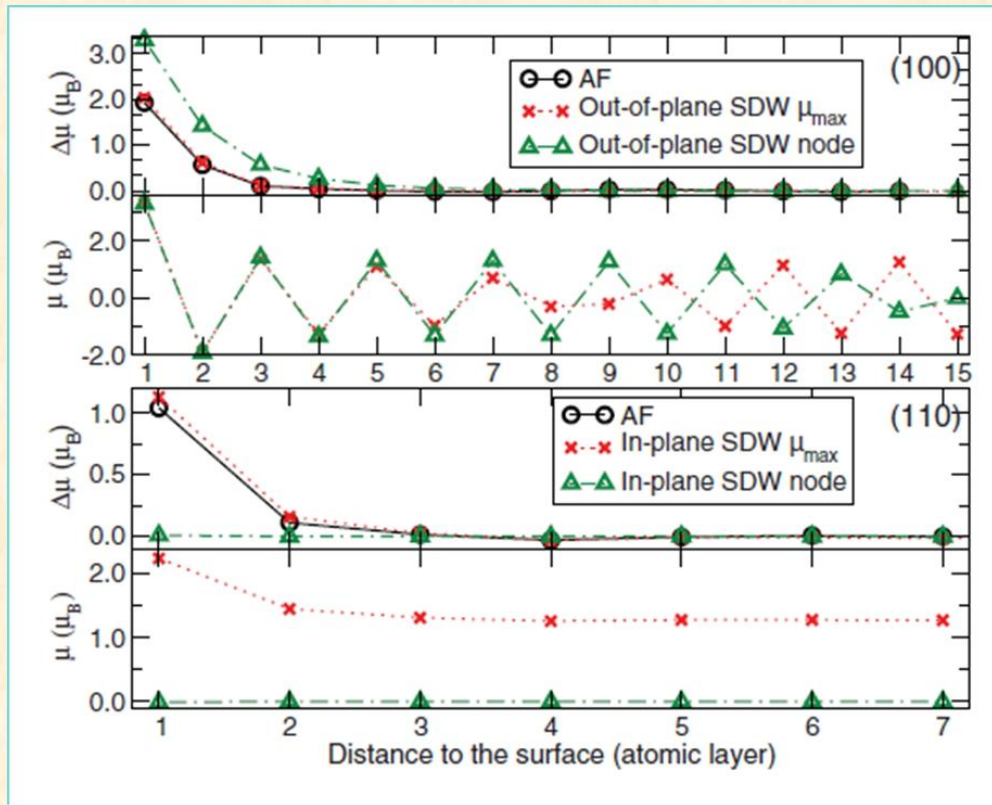 (100)
Δμ (μB)
3.0
2.0
1.0
0.0
AF
Out-of-plane SDW μmax
Out-of-plane SDW node
μ (μB)
2.0
0.0
-2.0
1 2 3 4 5 6 7 8 9 10 11 12 13 14 15
(110)
Δμ (μB)
1.0
0.5
0.0
AF
In-plane SDW μmax
In-plane SDW node
μ (μB)
2.0
1.0
0.0
1 2 3 4 5 6 7
Distance to the surface (atomic layer)